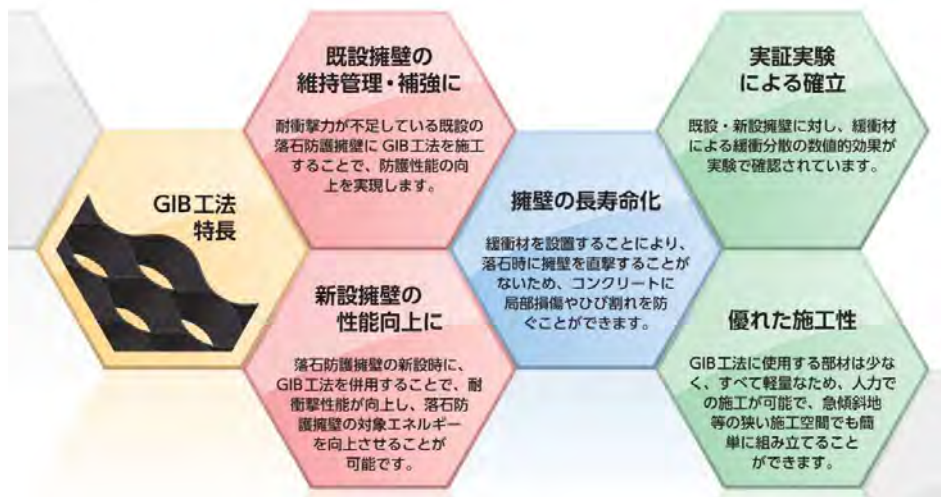 GIB工法
特長
既設擁壁の
維持管理・補強に
耐衝撃力が不足している既設の
落石防護擁壁に GIB工法を施工
することで、防護性能の向
上を実現します。
新設擁壁の
性能向上に
落石防護擁壁の新設時に、
GIB工法を併用することで、耐
衝撃性能が向上し、落石防
護擁壁の対象エネルギー
を向上させることが
可能です。
擁壁の長寿命化
緩衝材を設置することにより、
落石時に擁壁を直撃することが
ないため、コンクリートに
局部損傷やひび割れを防
ぐことができます。
実証実験
による確立
既設・新設擁壁に対し、緩衝材
による緩衝分散の数値的効果が
実験で確認されています。
優れた施工性
GIB工法に使用する部材は少な
く、すべて軽量なため、人力で
の施工が可能で、急傾斜地
等の狭い施工空間でも簡
単に組み立てること
ができます。